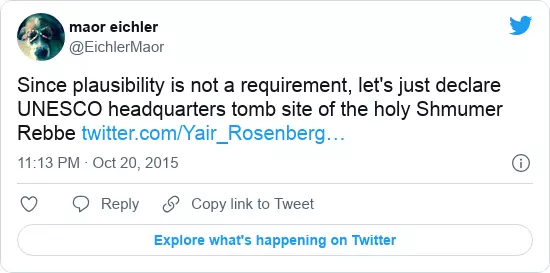 maor eichler
@EichlerMaor
Since plausibility is not a requirement, let's just declare
UNESCO headquarters tomb site of the holy Shmumer
Rebbe twitter.com/Yair_Rosenberg…
11:13 PM · Oct 20, 2015
Reply
Copy link to Tweet
Explore what's happening on Twitter